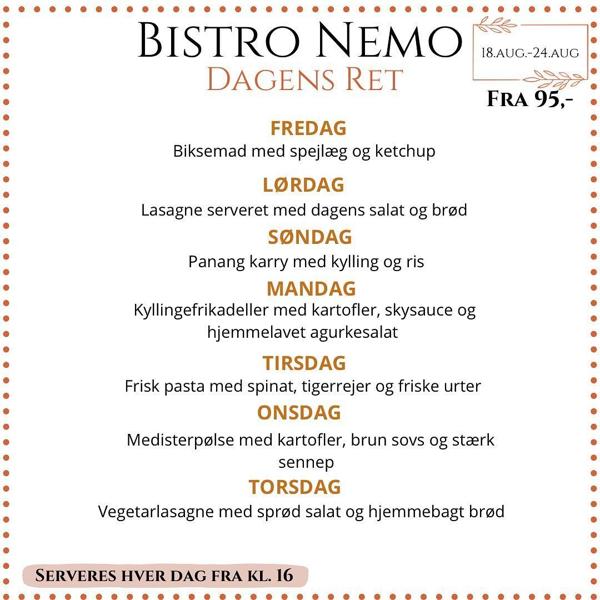 Bistro Nemo
18.aug.-24.aug
Dagens Ret
Fra 95,-
FREDAG
Biksemad med spejlæg og ketchup
LØRDAG
Lasagne serveret med dagens salat og brød
SØNDAG
Panang karry med kylling og ris
MANDAG
Kyllingefrikadeller med kartofler, skysauce og
hjemmelavet agurkesalat
TIRSDAG
Frisk pasta med spinat, tigerrejer og friske urter
ONSDAG
Medisterpølse med kartofler, brun sovs og stærk
sennep
TORSDAG
Vegetarlasagne med sprød salat og hjemmebagt brød
Serveres hver dag fra kl. 16